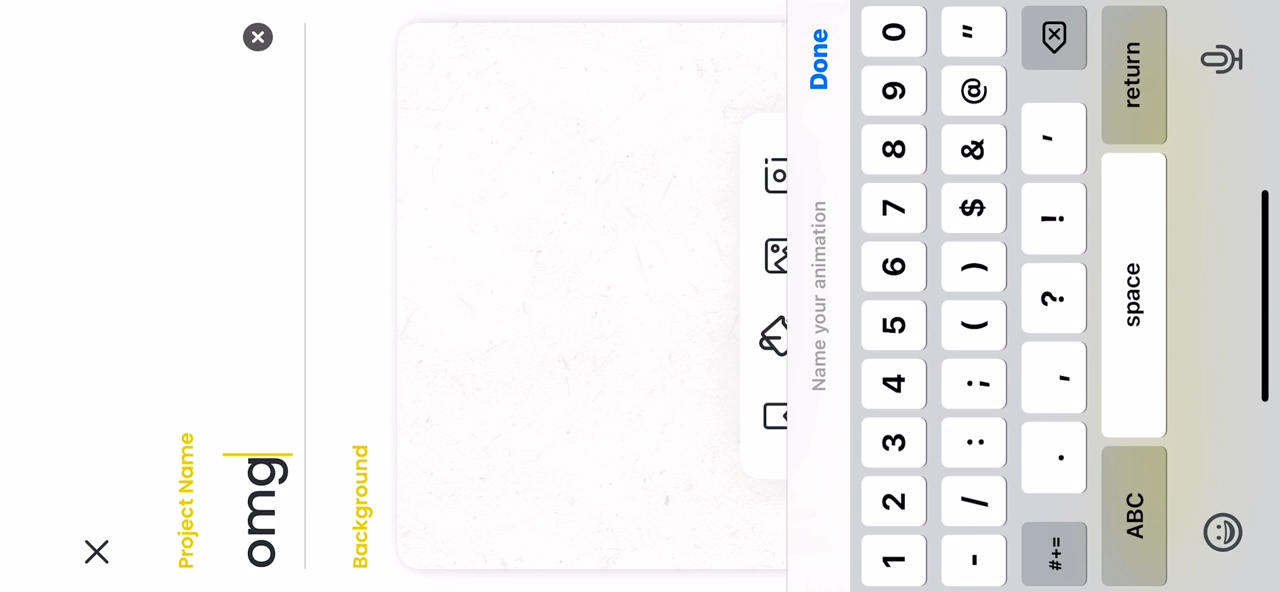 Project Name
omg
Background
Name your animation
Done
1 2 3 4 5 6 7 8 9 0
- / : ; ( ) $ & @ "
#+= . , ? ! '
ABC space return